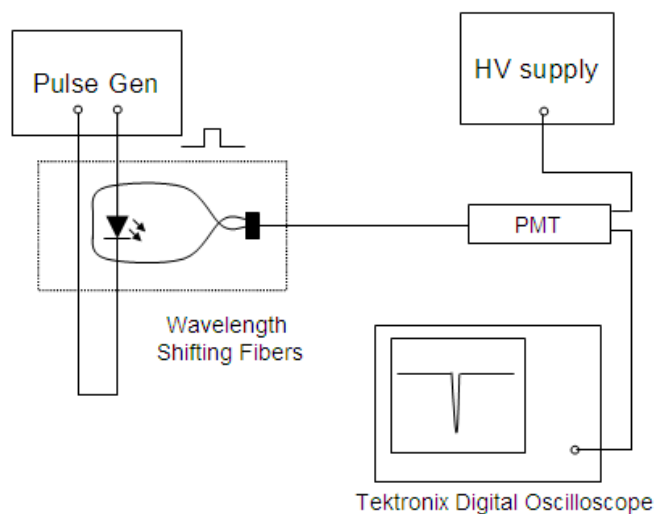 Pulse Gen
HV supply
PMT
Wavelength
Shifting Fibers
Tektronix Digital Oscilloscope